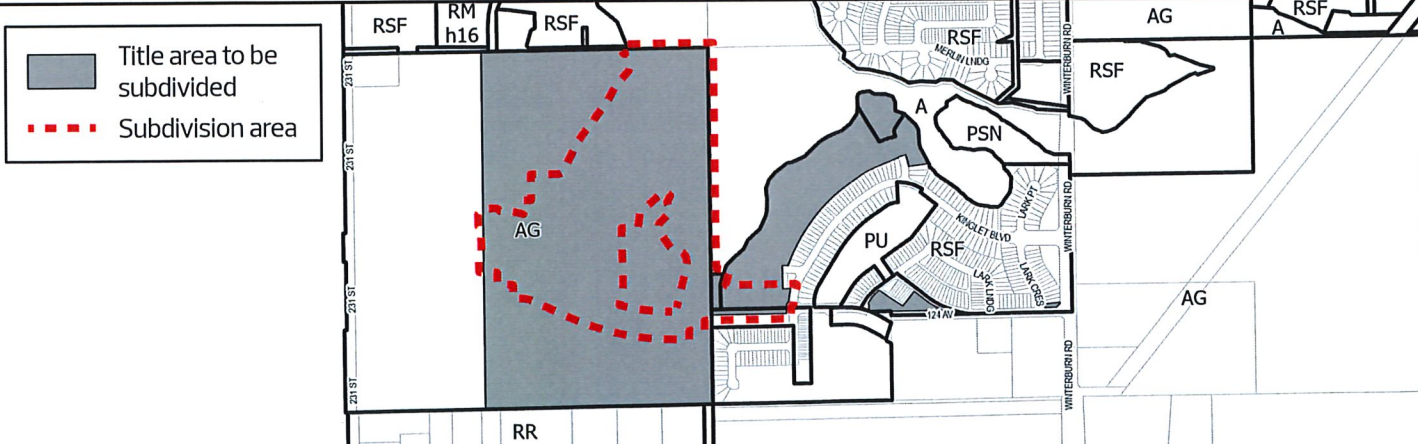 Title area to be
subdivided
Subdivision area
RSF
RM
h16
RSF
RSF
MERLIN LNDG
WINTERBURN RD
AG
A
RSF
RSF
231 ST
231 ST
231 ST
231 ST
AG
A
PSN
PU
KINGLET BLVD
LARK PT
WINTERBURN RD
RSF
LARK LNDG
LARK CRES
124 AV
AG
WINTERBURN RD
RR